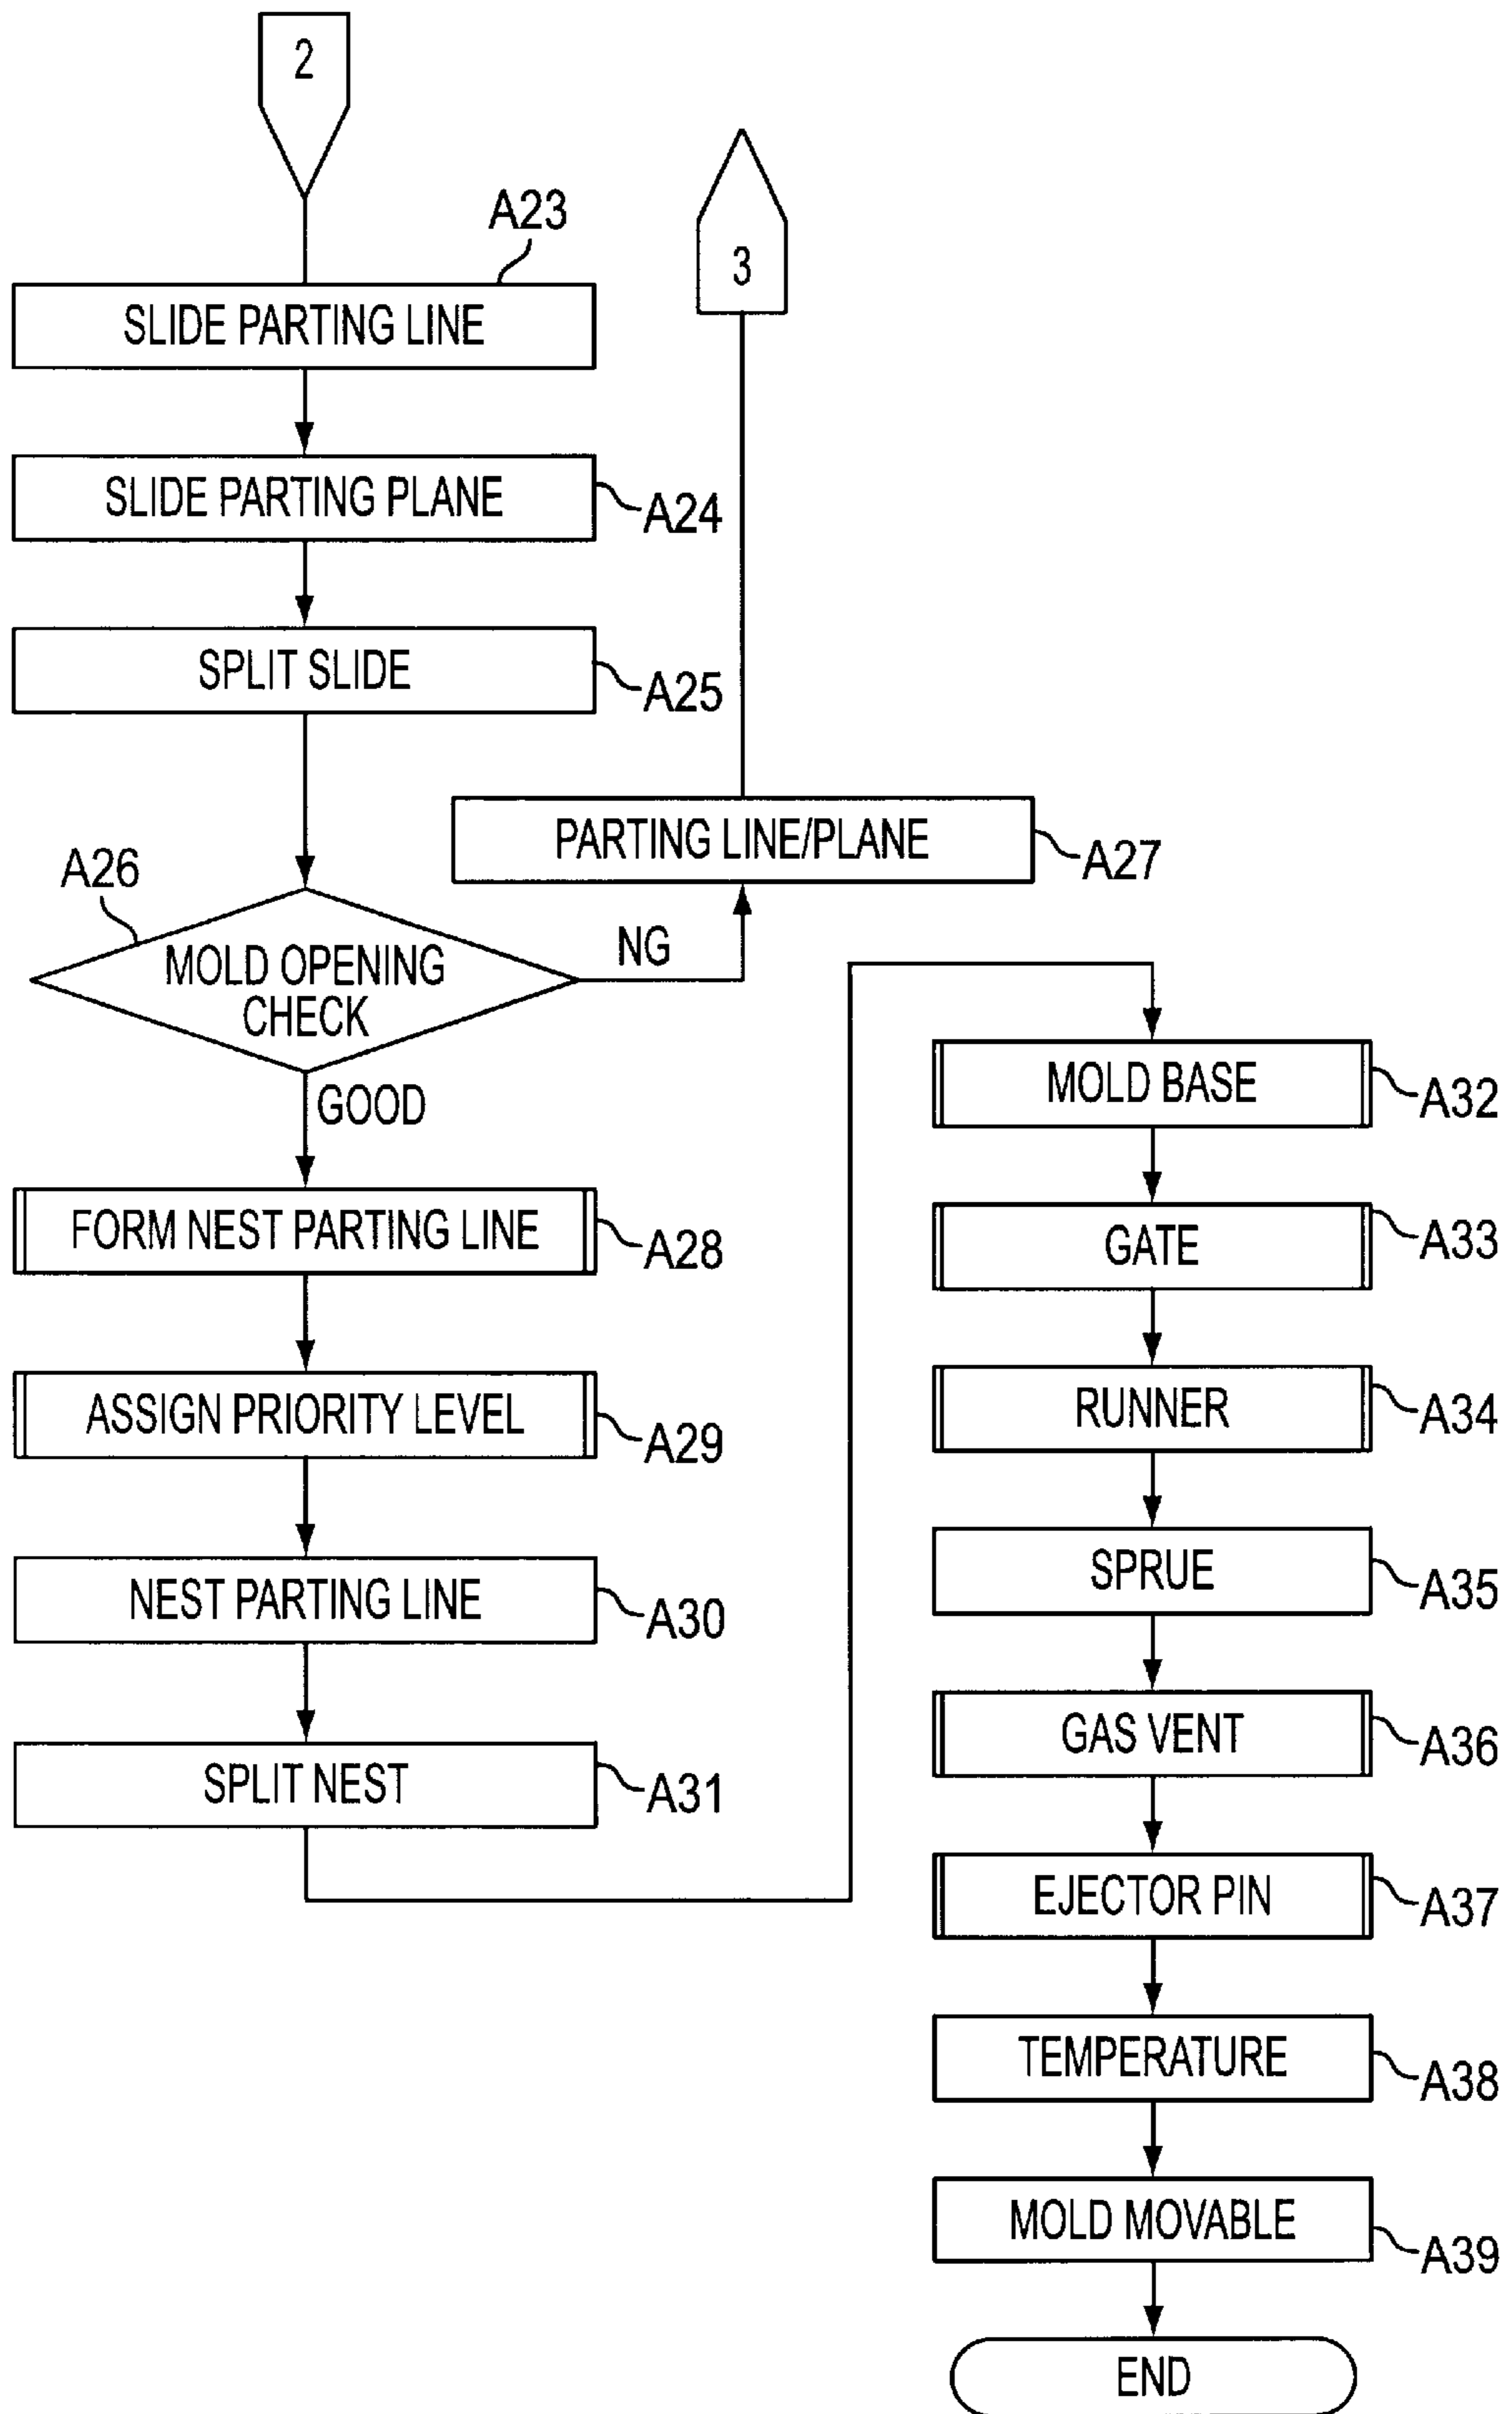 2
A23
SLIDE PARTING LINE
SLIDE PARTING PLANE
A24
SPLIT SLIDE
A25
A26
MOLD OPENING
CHECK
NG
GOOD
3
PARTING LINE/PLANE
A27
FORM NEST PARTING LINE
A28
ASSIGN PRIORITY LEVEL
A29
NEST PARTING LINE
A30
SPLIT NEST
A31
MOLD BASE
A32
GATE
A33
RUNNER
A34
SPRUE
A35
GAS VENT
A36
EJECTOR PIN
A37
TEMPERATURE
A38
MOLD MOVABLE
A39
END